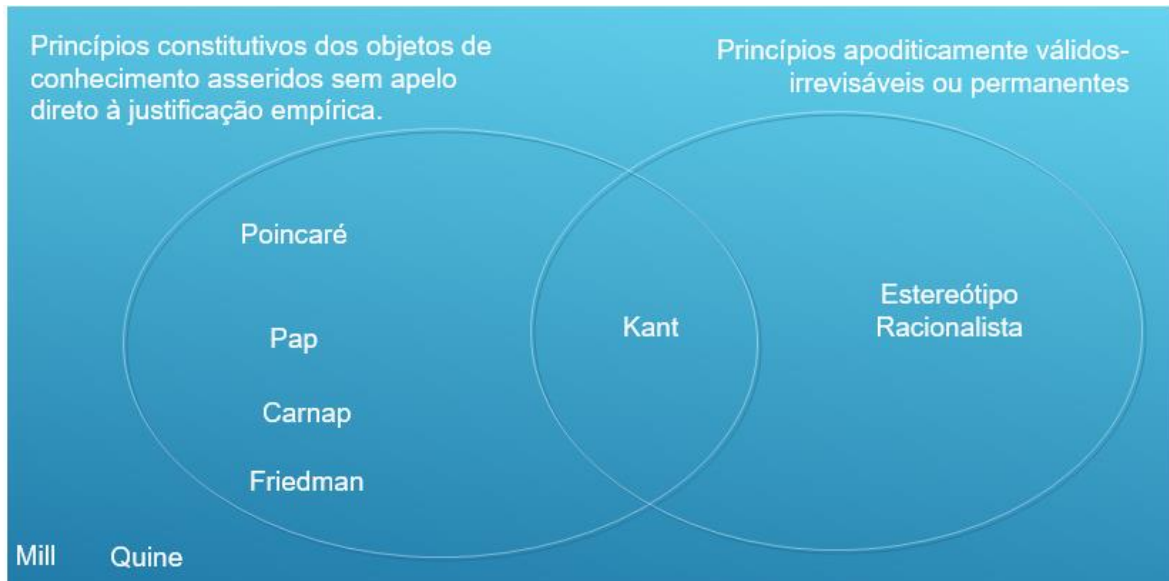 Princípios constitutivos dos objetos de
conhecimento asseridos sem apelo
direto à justificação empírica.
Princípios apoditicamente válidos-
irrevisáveis ou permanentes
Poincaré
Pap
Carnap
Friedman
Kant
Estereótipo
Racionalista
Mill
Quine